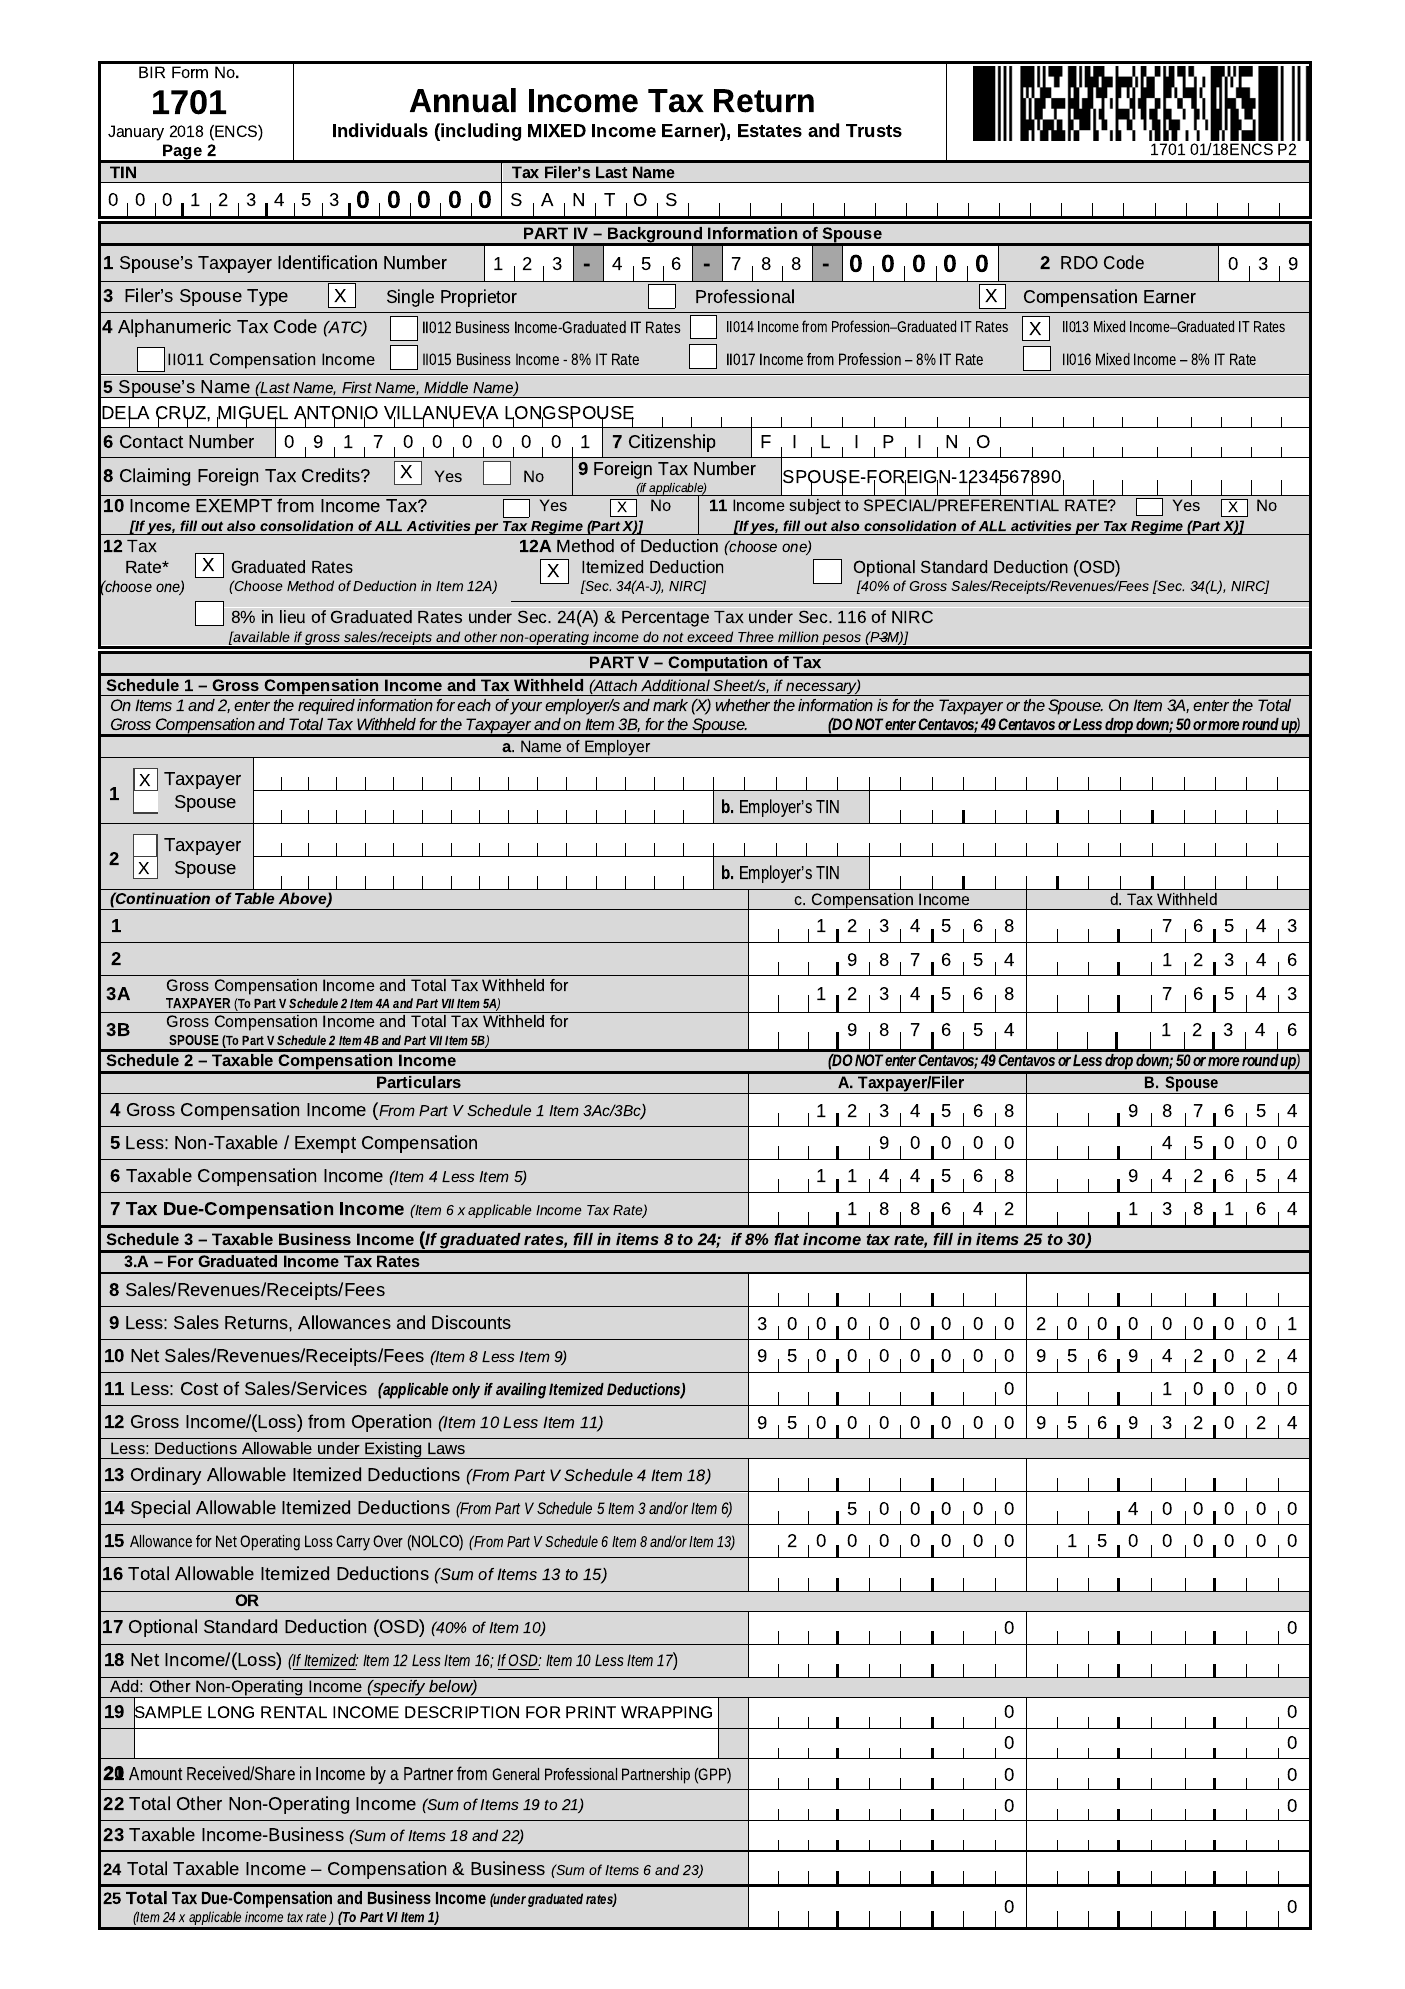 BIR Form No.
1701
January 2018 (ENCS)
Page 2
Annual Income Tax Return
Individuals (including MIXED Income Earner), Estates and Trusts
1701 01/18ENCS P2
TIN Tax Filer's Last Name
0 0 0 1 2 3 4 5 3 0 0 0 0 0 S A N T O S
PART IV – Background Information of Spouse
1 Spouse's Taxpayer Identification Number 1 2 3 - 4 5 6 - 7 8 8 - 0 0 0 0 0 2 RDO Code 0 3 9
3 Filer's Spouse Type X Single Proprietor Professional X Compensation Earner
4 Alphanumeric Tax Code (ATC) II012 Business Income-Graduated IT Rates II014 Income from Profession–Graduated IT Rates X II013 Mixed Income–Graduated IT Rates
II011 Compensation Income II015 Business Income - 8% IT Rate II017 Income from Profession – 8% IT Rate II016 Mixed Income – 8% IT Rate
5 Spouse's Name (Last Name, First Name, Middle Name)
DELA CRUZ, MIGUEL ANTONIO VILLANUEVA LONGSPOUSE
6 Contact Number 0 9 1 7 0 0 0 0 0 0 1 7 Citizenship F I L I P I N O
8 Claiming Foreign Tax Credits? X Yes No 9 Foreign Tax Number SPOUSE-FOREIGN-1234567890
(if applicable)
10 Income EXEMPT from Income Tax? Yes X No 11 Income subject to SPECIAL/PREFERENTIAL RATE? Yes X No
[If yes, fill out also consolidation of ALL Activities per Tax Regime (Part X)] [If yes, fill out also consolidation of ALL activities per Tax Regime (Part X)]
12 Tax 12A Method of Deduction (choose one)
Rate* X Graduated Rates X Itemized Deduction Optional Standard Deduction (OSD)
(choose one) (Choose Method of Deduction in Item 12A) [Sec. 34(A-J), NIRC] [40% of Gross Sales/Receipts/Revenues/Fees [Sec. 34(L), NIRC]
8% in lieu of Graduated Rates under Sec. 24(A) & Percentage Tax under Sec. 116 of NIRC
[available if gross sales/receipts and other non-operating income do not exceed Three million pesos (P3M)]
PART V – Computation of Tax
Schedule 1 – Gross Compensation Income and Tax Withheld (Attach Additional Sheet/s, if necessary)
On Items 1 and 2, enter the required information for each of your employer/s and mark (X) whether the information is for the Taxpayer or the Spouse. On Item 3A, enter the Total
Gross Compensation and Total Tax Withheld for the Taxpayer and on Item 3B, for the Spouse. (DO NOT enter Centavos; 49 Centavos or Less drop down; 50 or more round up)
a. Name of Employer
1 X Taxpayer
Spouse b. Employer's TIN
2 Taxpayer
X Spouse b. Employer's TIN
(Continuation of Table Above) c. Compensation Income d. Tax Withheld
1 1 2 3 4 5 6 8 7 6 5 4 3
2 9 8 7 6 5 4 1 2 3 4 6
3A Gross Compensation Income and Total Tax Withheld for 1 2 3 4 5 6 8 7 6 5 4 3
TAXPAYER (To Part V Schedule 2 Item 4A and Part VII Item 5A)
3B Gross Compensation Income and Total Tax Withheld for 9 8 7 6 5 4 1 2 3 4 6
SPOUSE (To Part V Schedule 2 Item 4B and Part VII Item 5B)
Schedule 2 – Taxable Compensation Income (DO NOT enter Centavos; 49 Centavos or Less drop down; 50 or more round up)
Particulars A. Taxpayer/Filer B. Spouse
4 Gross Compensation Income (From Part V Schedule 1 Item 3Ac/3Bc) 1 2 3 4 5 6 8 9 8 7 6 5 4
5 Less: Non-Taxable / Exempt Compensation 9 0 0 0 0 4 5 0 0 0
6 Taxable Compensation Income (Item 4 Less Item 5) 1 1 4 4 5 6 8 9 4 2 6 5 4
7 Tax Due-Compensation Income (Item 6 x applicable Income Tax Rate) 1 8 8 6 4 2 1 3 8 1 6 4
Schedule 3 – Taxable Business Income (If graduated rates, fill in items 8 to 24; if 8% flat income tax rate, fill in items 25 to 30)
3.A – For Graduated Income Tax Rates
8 Sales/Revenues/Receipts/Fees
9 Less: Sales Returns, Allowances and Discounts 3 0 0 0 0 0 0 0 0 2 0 0 0 0 0 0 0 1
10 Net Sales/Revenues/Receipts/Fees (Item 8 Less Item 9) 9 5 0 0 0 0 0 0 0 9 5 6 9 4 2 0 2 4
11 Less: Cost of Sales/Services (applicable only if availing Itemized Deductions) 0 1 0 0 0 0
12 Gross Income/(Loss) from Operation (Item 10 Less Item 11) 9 5 0 0 0 0 0 0 0 9 5 6 9 3 2 0 2 4
Less: Deductions Allowable under Existing Laws
13 Ordinary Allowable Itemized Deductions (From Part V Schedule 4 Item 18)
14 Special Allowable Itemized Deductions (From Part V Schedule 5 Item 3 and/or Item 6) 5 0 0 0 0 0 4 0 0 0 0 0
15 Allowance for Net Operating Loss Carry Over (NOLCO) (From Part V Schedule 6 Item 8 and/or Item 13) 2 0 0 0 0 0 0 0 1 5 0 0 0 0 0 0
16 Total Allowable Itemized Deductions (Sum of Items 13 to 15)
OR
17 Optional Standard Deduction (OSD) (40% of Item 10) 0 0
18 Net Income/(Loss) (If Itemized: Item 12 Less Item 16; If OSD: Item 10 Less Item 17)
Add: Other Non-Operating Income (specify below)
19 SAMPLE LONG RENTAL INCOME DESCRIPTION FOR PRINT WRAPPING 0 0
0 0
Amount Received/Share in Income by a Partner from General Professional Partnership (GPP) 0 0
22 Total Other Non-Operating Income (Sum of Items 19 to 21) 0 0
23 Taxable Income-Business (Sum of Items 18 and 22)
24 Total Taxable Income – Compensation & Business (Sum of Items 6 and 23)
25 Total Tax Due-Compensation and Business Income (under graduated rates) 0 0
(Item 24 x applicable income tax rate ) (To Part VI Item 1)